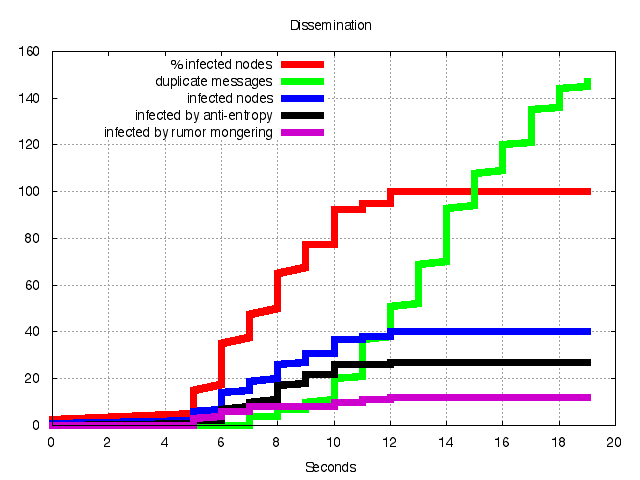 Dissemination
160
140
120
100
80
60
40
20
0
% infected nodes
duplicate messages
infected nodes
infected by anti-entropy
infected by rumor mongering
0 2 4 6 8 10 12 14 16 18 20
Seconds